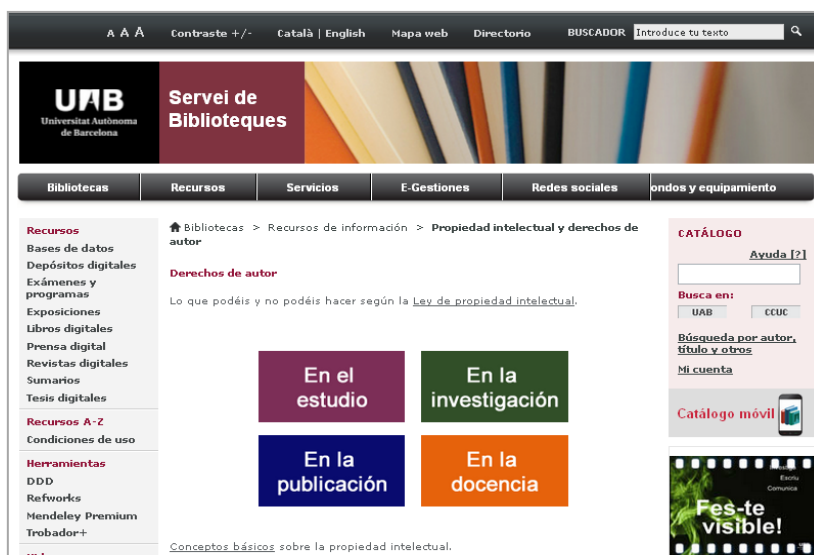 A A A Contraste +/- Català | English Mapa web Directorio BUSCADOR Introduce tu texto
UAB
Universitat Autònoma
de Barcelona
Servei de
Biblioteques
Bibliotecas Recursos Servicios E-Gestiones Redes sociales ondos y equipamiento
Recursos
Bases de datos
Depósitos digitales
Exámenes y
programas
Exposiciones
Libros digitales
Prensa digital
Revistas digitales
Sumarios
Tesis digitales
Recursos A-Z
Condiciones de uso
Herramientas
DDD
Refworks
Mendeley Premium
Trobador+
Bibliotecas > Recursos de información > Propiedad intelectual y derechos de
autor
Derechos de autor
Lo que podéis y no podéis hacer según la Ley de propiedad intelectual.
En el
estudio
En la
investigación
En la
publicación
En la
docencia
Conceptos básicos sobre la propiedad intelectual.
CATÁLOGO
Ayuda [?]
Busca en:
UAB CCUC
Búsqueda por autor,
título y otros
Mi cuenta
Catálogo móvil
Escriu
Comunica
Fes-te
visible!